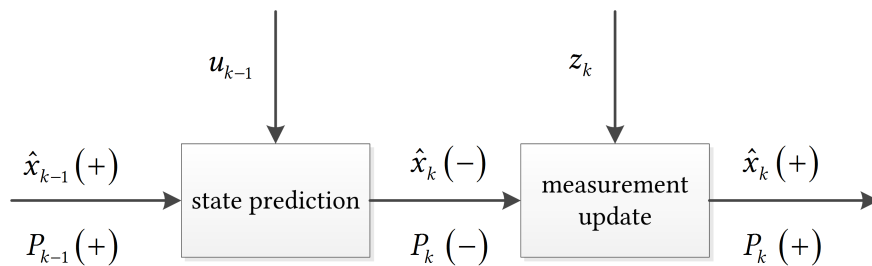 u_{k−1}
z_k
x̂_{k−1}(+)
x̂_k(−)
x̂_k(+)
state prediction
measurement
update
P_{k−1}(+)
P_k(−)
P_k(+)